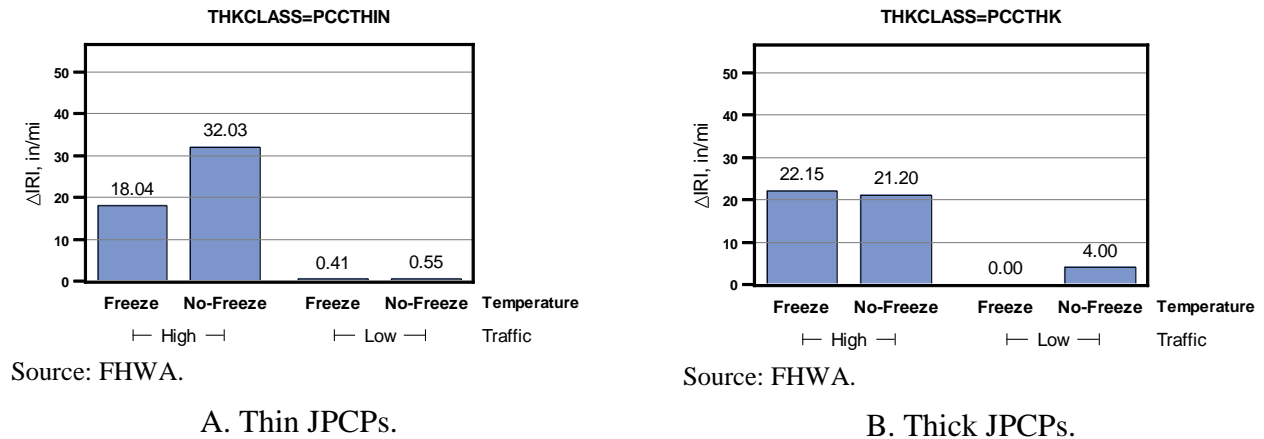 THKCLASS=PCCTHIN
△IRI, in/mi
50
40
30
20
10
0
18.04
32.03
0.41
0.55
Freeze No-Freeze Freeze No-Freeze Temperature
High Low Traffic
Source: FHWA.
A. Thin JPCPs.
THKCLASS=PCCTHK
△IRI, in/mi
50
40
30
20
10
0
22.15
21.20
0.00
4.00
Freeze No-Freeze Freeze No-Freeze Temperature
High Low Traffic
Source: FHWA.
B. Thick JPCPs.